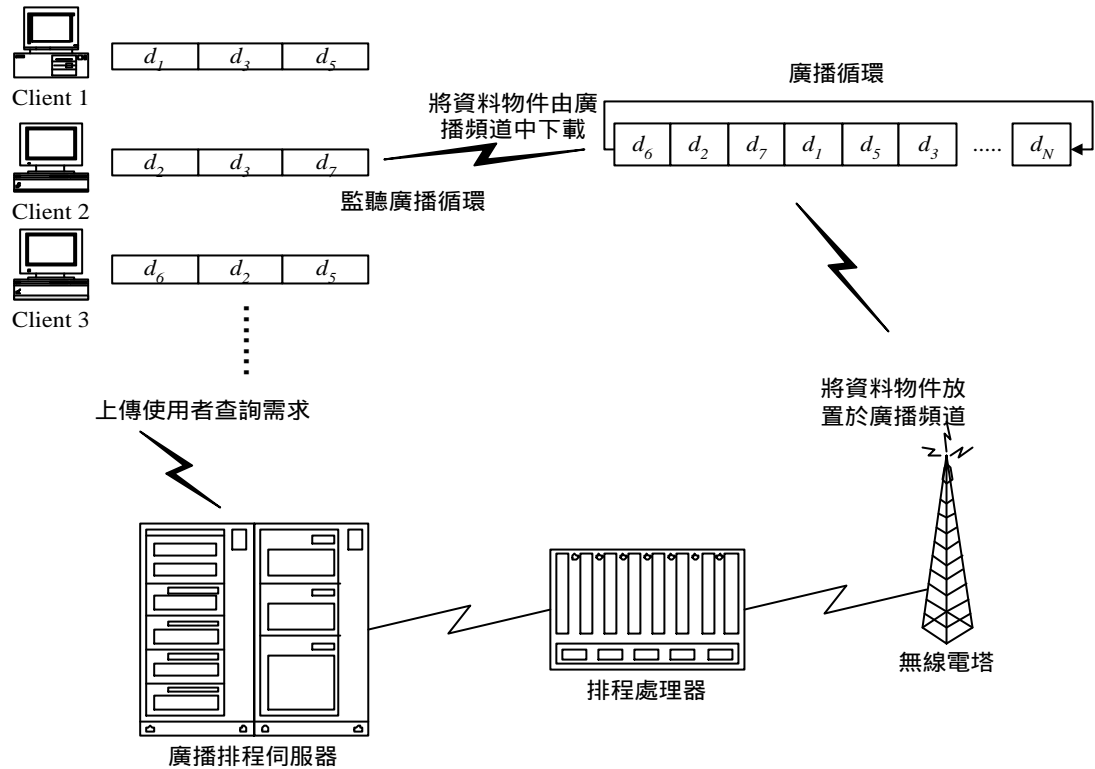 d1 d3 d5
Client 1
廣播循環
將資料物件由廣
播頻道中下載
d6 d2 d7 d1 d5 d3 ..... dN
d2 d3 d7
監聽廣播循環
Client 2
d6 d2 d5
Client 3
上傳使用者查詢需求
將資料物件放
置於廣播頻道
無線電塔
排程處理器
廣播排程伺服器